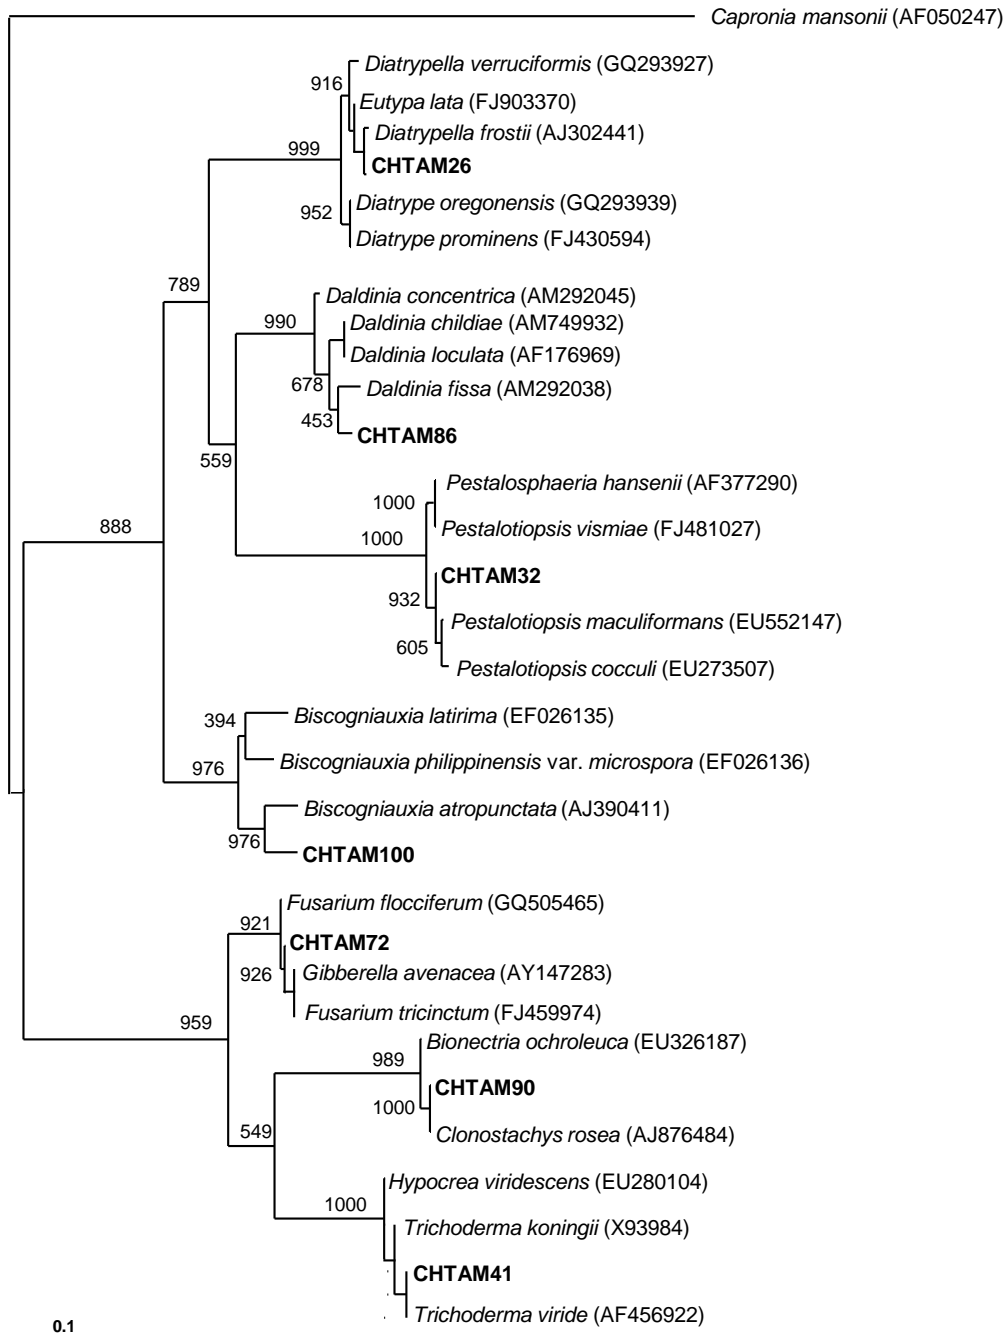 Capronia mansonii (AF050247)
Diatrypella verruciformis (GQ293927)
916
Eutypa lata (FJ903370)
Diatrypella frostii (AJ302441)
999
CHTAM26
Diatrype oregonensis (GQ293939)
952
Diatrype prominens (FJ430594)
789
Daldinia concentrica (AM292045)
990
Daldinia childiae (AM749932)
Daldinia loculata (AF176969)
678
Daldinia fissa (AM292038)
453
CHTAM86
559
Pestalosphaeria hansenii (AF377290)
1000
Pestalotiopsis vismiae (FJ481027)
888
1000
CHTAM32
932
Pestalotiopsis maculiformans (EU552147)
605
Pestalotiopsis cocculi (EU273507)
394
Biscogniauxia latirima (EF026135)
976
Biscogniauxia philippinensis var. microspora (EF026136)
Biscogniauxia atropunctata (AJ390411)
976
CHTAM100
Fusarium flocciferum (GQ505465)
921
CHTAM72
926
Gibberella avenacea (AY147283)
Fusarium tricinctum (FJ459974)
959
Bionectria ochroleuca (EU326187)
989
CHTAM90
1000
Clonostachys rosea (AJ876484)
549
Hypocrea viridescens (EU280104)
1000
Trichoderma koningii (X93984)
CHTAM41
Trichoderma viride (AF456922)
0.1